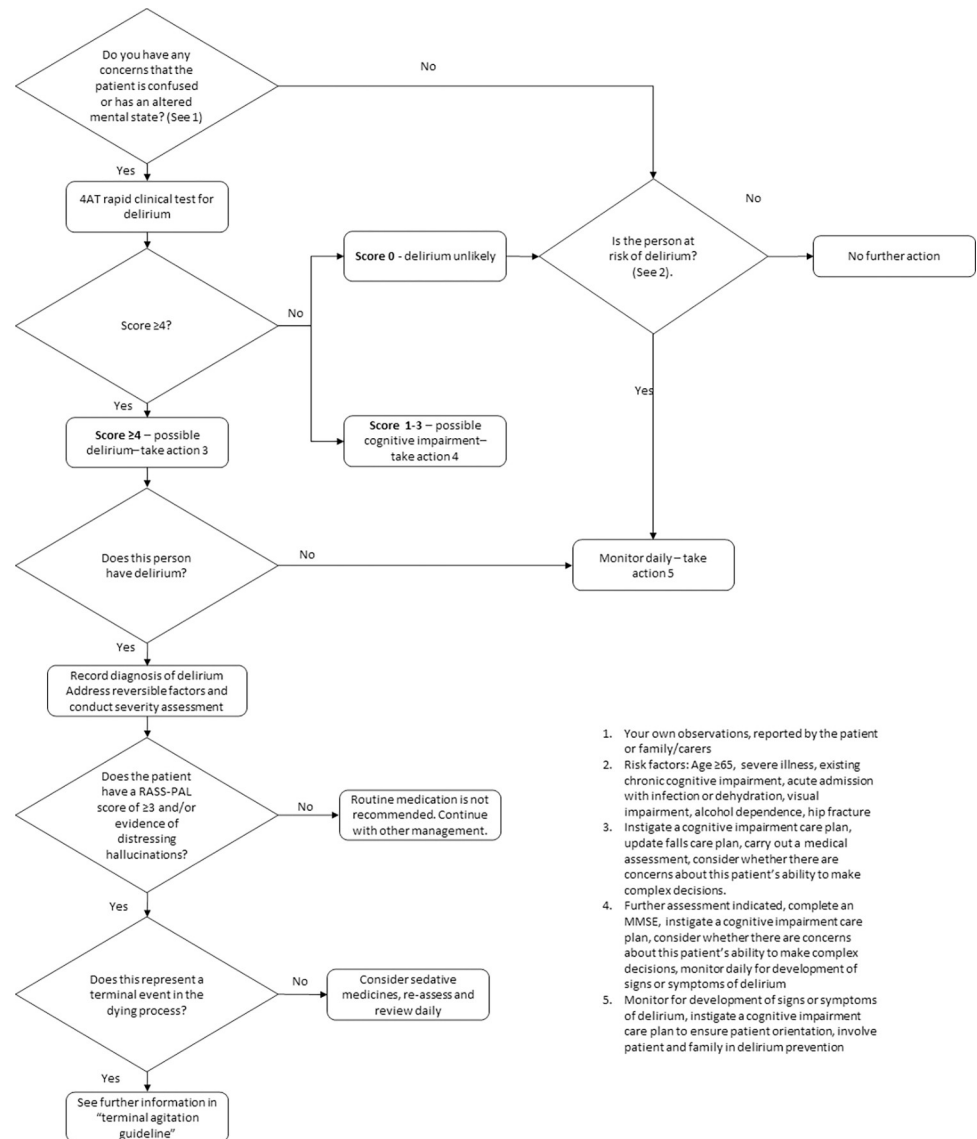 Do you have any
concerns that the
patient is confused
or has an altered
mental state? (See 1)
No
Yes
4AT rapid clinical test for
delirium
Score 0 - delirium unlikely
Is the person at
risk of delirium?
(See 2).
No
No further action
Score ≥4?
No
Yes
Yes
Score ≥4 – possible
delirium–take action 3
Score 1-3 – possible
cognitive impairment–
take action 4
Does this person
have delirium?
No
Monitor daily – take
action 5
Yes
Record diagnosis of delirium
Address reversible factors and
conduct severity assessment
Does the patient
have a RASS-PAL
score of ≥3 and/or
evidence of
distressing
hallucinations?
No
Routine medication is not
recommended. Continue
with other management.
Yes
Does this represent a
terminal event in the
dying process?
No
Consider sedative
medicines, re-assess and
review daily
Yes
See further information in
“terminal agitation
guideline”
1. Your own observations, reported by the patient
or family/carers
2. Risk factors: Age ≥65, severe illness, existing
chronic cognitive impairment, acute admission
with infection or dehydration, visual
impairment, alcohol dependence, hip fracture
3. Instigate a cognitive impairment care plan,
update falls care plan, carry out a medical
assessment, consider whether there are
concerns about this patient’s ability to make
complex decisions.
4. Further assessment indicated, complete an
MMSE, instigate a cognitive impairment care
plan, consider whether there are concerns
about this patient’s ability to make complex
decisions, monitor daily for development of
signs or symptoms of delirium
5. Monitor for development of signs or symptoms
of delirium, instigate a cognitive impairment
care plan to ensure patient orientation, involve
patient and family in delirium prevention